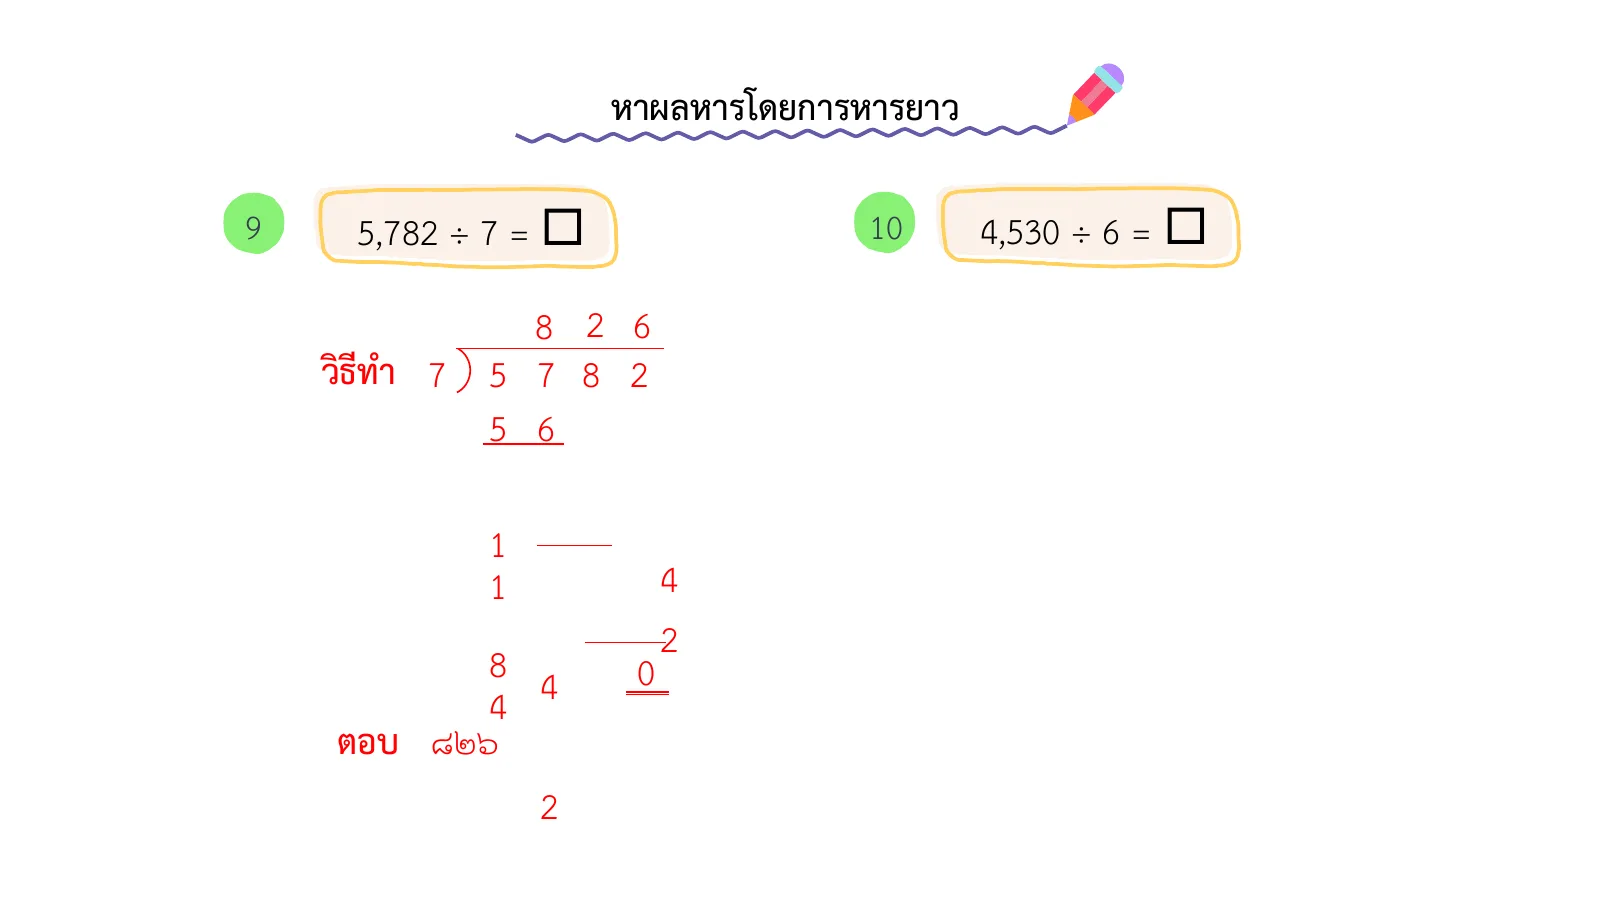 หาผลหารโดยการหารยาว
9 5,782 ÷ 7 = □
10 4,530 ÷ 6 = □
8 2 6
วิธีทำ 7 ) 5 7 8 2
5 6
1
1 4
2
8 0
4
4
ตอบ ๘๒๖
2